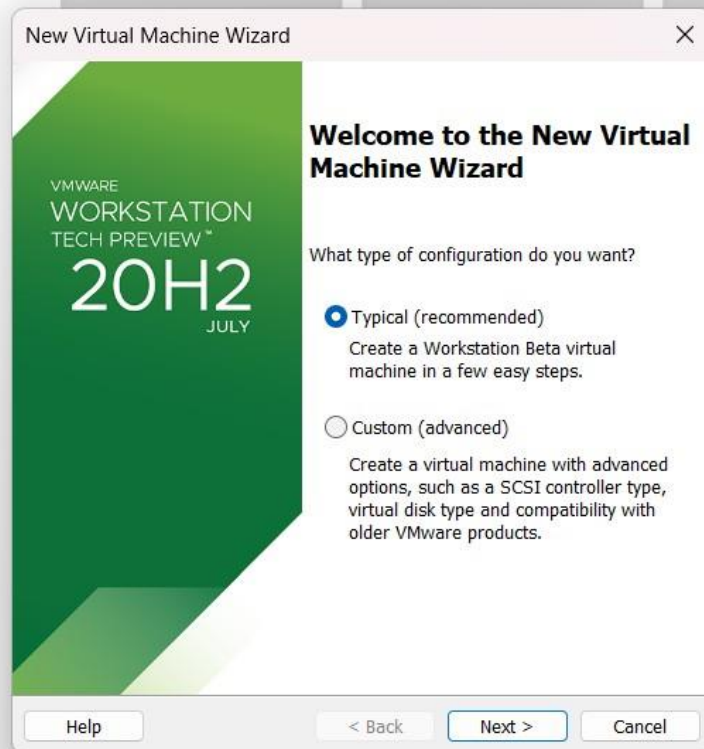 New Virtual Machine Wizard
VMWARE
WORKSTATION
TECH PREVIEW™
20H2
JULY
Welcome to the New Virtual
Machine Wizard
What type of configuration do you want?
Typical (recommended)
Create a Workstation Beta virtual
machine in a few easy steps.
Custom (advanced)
Create a virtual machine with advanced
options, such as a SCSI controller type,
virtual disk type and compatibility with
older VMware products.
Help
< Back
Next >
Cancel